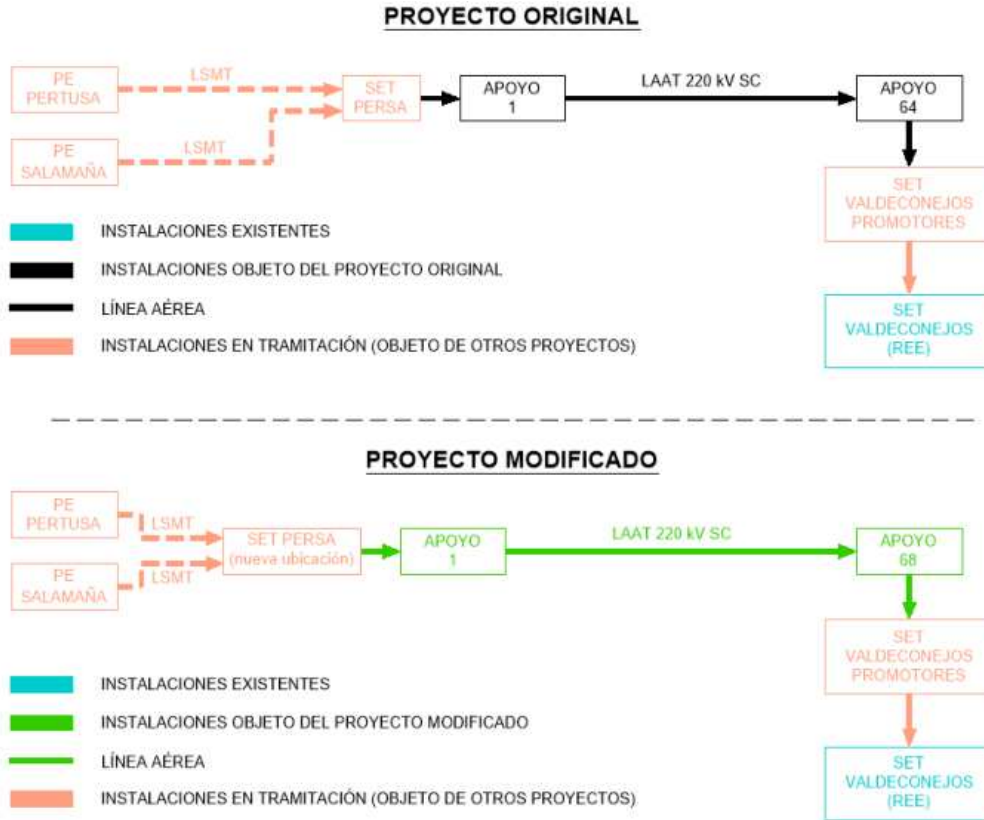 PROYECTO ORIGINAL
PE
PERTUSA
LSMT
SET
PERSA
APOYO
1
LAAT 220 kV SC
APOYO
64
PE
SALAMAÑA
LSMT
SET
VALDECONEJOS
PROMOTORES
SET
VALDECONEJOS
(REE)
INSTALACIONES EXISTENTES
INSTALACIONES OBJETO DEL PROYECTO ORIGINAL
LÍNEA AÉREA
INSTALACIONES EN TRAMITACIÓN (OBJETO DE OTROS PROYECTOS)
PROYECTO MODIFICADO
PE
PERTUSA
LSMT
SET PERSA
(nueva ubicación)
APOYO
1
LAAT 220 kV SC
APOYO
68
PE
SALAMAÑA
LSMT
SET
VALDECONEJOS
PROMOTORES
SET
VALDECONEJOS
(REE)
INSTALACIONES EXISTENTES
INSTALACIONES OBJETO DEL PROYECTO MODIFICADO
LÍNEA AÉREA
INSTALACIONES EN TRAMITACIÓN (OBJETO DE OTROS PROYECTOS)